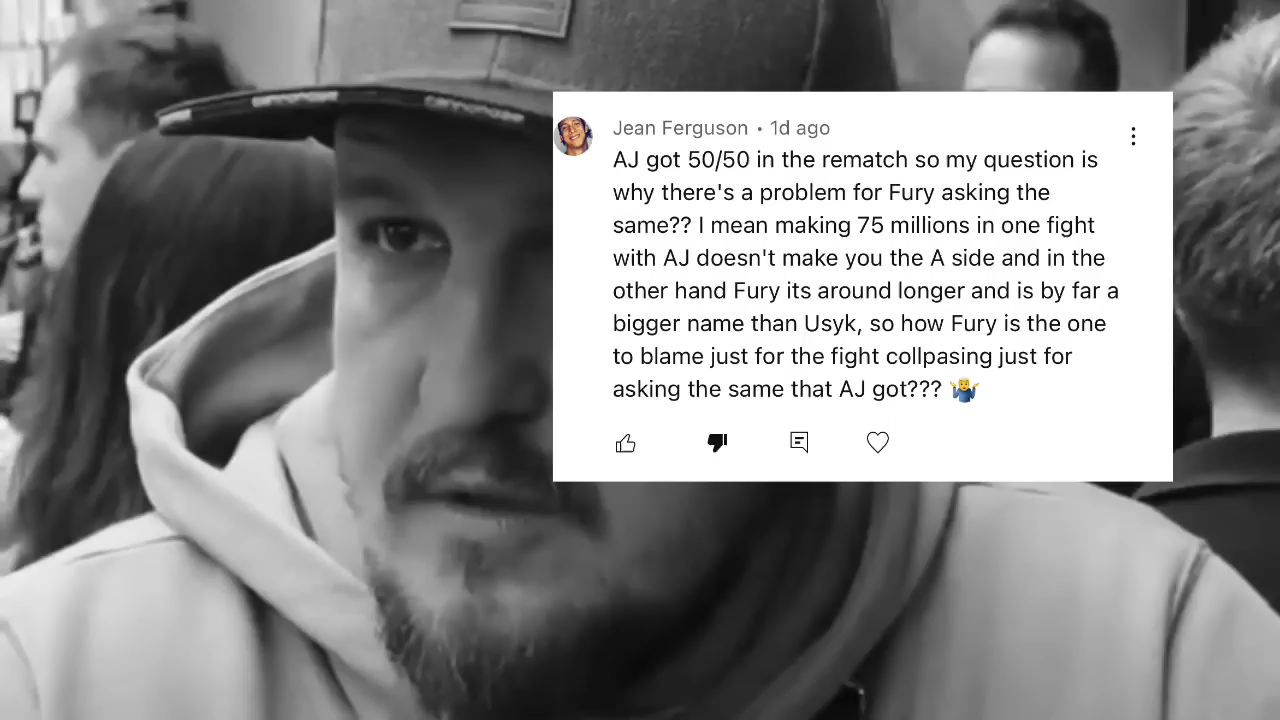 Jean Ferguson • 1d ago
AJ got 50/50 in the rematch so my question is
why there's a problem for Fury asking the
same?? I mean making 75 millions in one fight
with AJ doesn't make you the A side and in the
other hand Fury its around longer and is by far a
bigger name than Usyk, so how Fury is the one
to blame just for the fight collpasing just for
asking the same that AJ got??? 🤷‍♂️